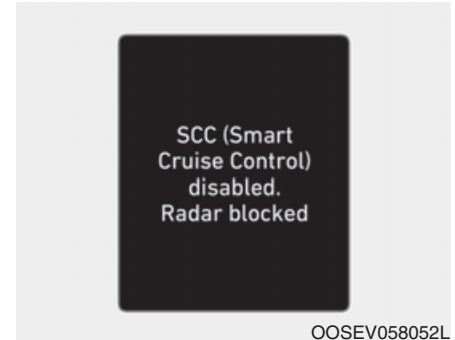 SCC (Smart
Cruise Control)
disabled.
Radar blocked
OOSEV058052L